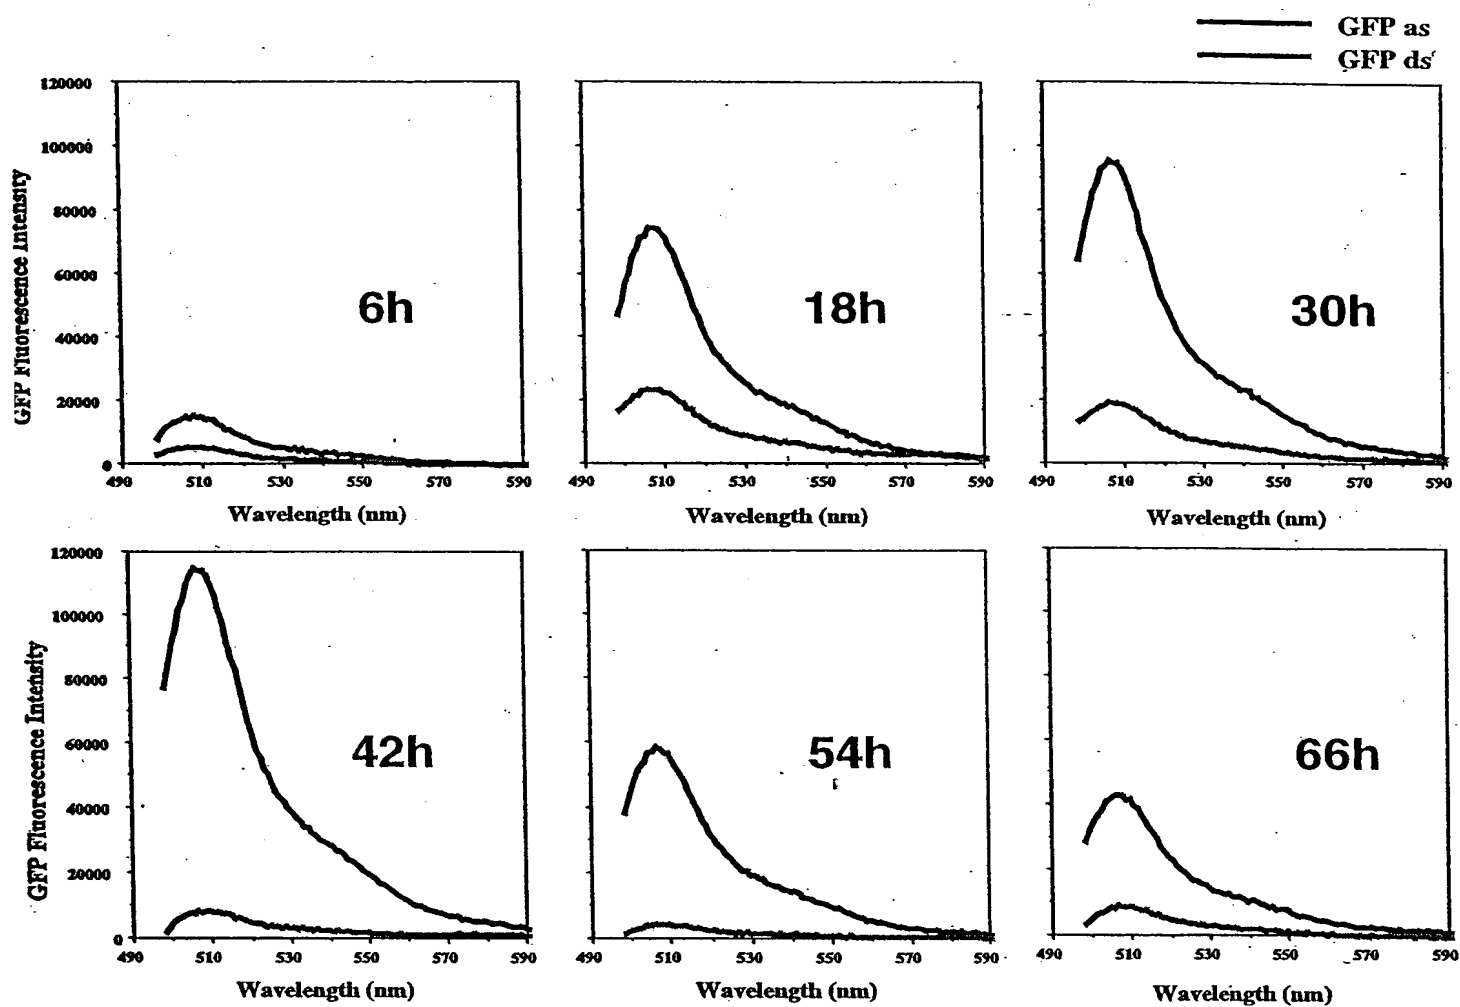 GFP as
GFP ds
120000
100000
80000
60000
40000
20000
0
GFP Fluorescence Intensity
6h
490 510 530 550 570 590
Wavelength (nm)
18h
490 510 530 550 570 590
Wavelength (nm)
30h
490 510 530 550 570 590
Wavelength (nm)
120000
100000
80000
60000
40000
20000
0
GFP Fluorescence Intensity
42h
490 510 530 550 570 590
Wavelength (nm)
54h
490 510 530 550 570 590
Wavelength (nm)
66h
490 510 530 550 570 590
Wavelength (nm)